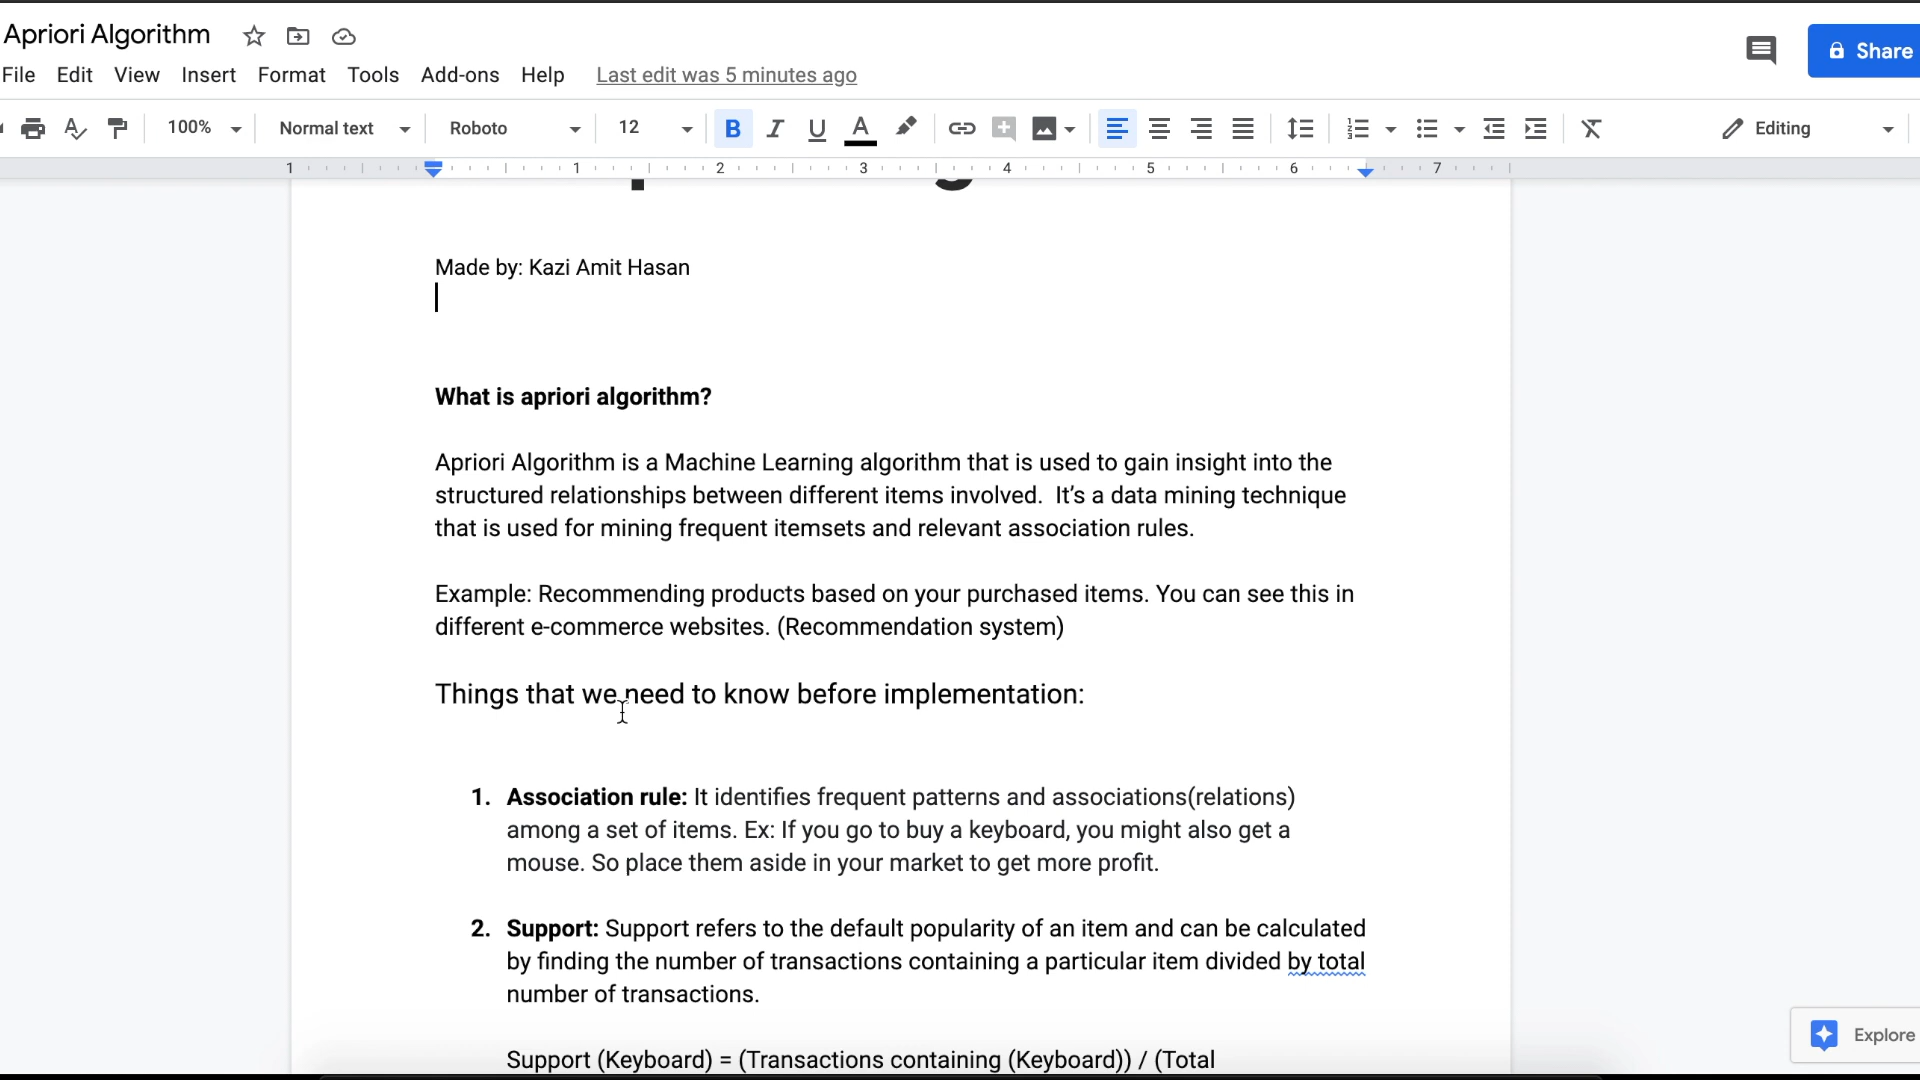 Apriori Algorithm
File Edit View Insert Format Tools Add-ons Help Last edit was 5 minutes ago
Share
100% Normal text Roboto 12 B I U A Editing
1 1 2 3 4 5 6 7
Made by: Kazi Amit Hasan
What is apriori algorithm?
Apriori Algorithm is a Machine Learning algorithm that is used to gain insight into the
structured relationships between different items involved.  It's a data mining technique
that is used for mining frequent itemsets and relevant association rules.
Example: Recommending products based on your purchased items. You can see this in
different e-commerce websites. (Recommendation system)
Things that we need to know before implementation:
1. Association rule: It identifies frequent patterns and associations(relations)
among a set of items. Ex: If you go to buy a keyboard, you might also get a
mouse. So place them aside in your market to get more profit.
2. Support: Support refers to the default popularity of an item and can be calculated
by finding the number of transactions containing a particular item divided by total
number of transactions.
Support (Keyboard) = (Transactions containing (Keyboard)) / (Total
Explore